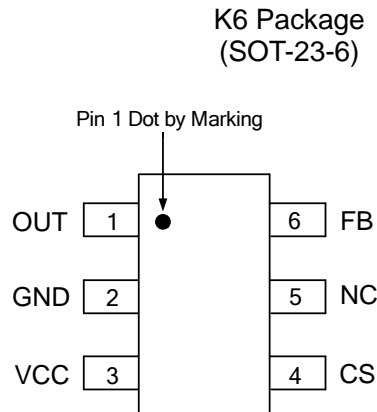 K6 Package
(SOT-23-6)
Pin 1 Dot by Marking
OUT 1 6 FB
GND 2 5 NC
VCC 3 4 CS